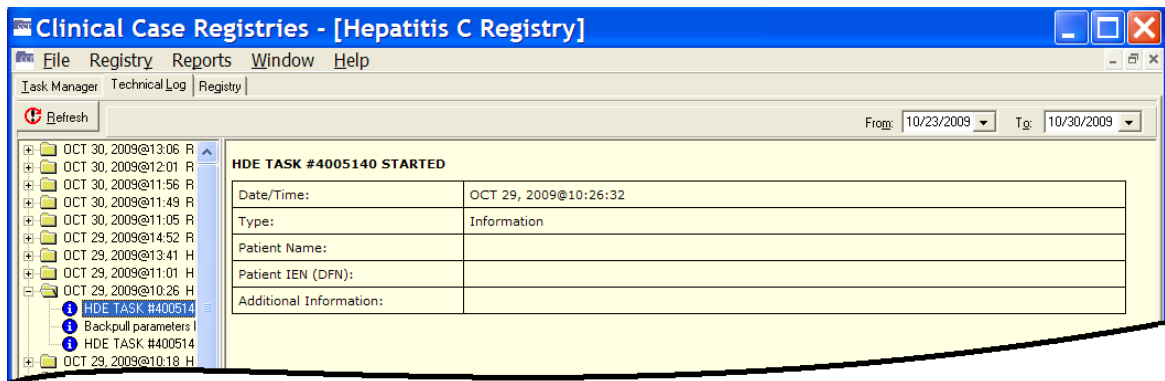 Clinical Case Registries - [Hepatitis C Registry]
File Registry Reports Window Help
Task Manager Technical Log Registry
Refresh
From: 10/23/2009 To: 10/30/2009
OCT 30, 2009@13:06 R
OCT 30, 2009@12:01 R
OCT 30, 2009@11:56 R
OCT 30, 2009@11:49 R
OCT 30, 2009@11:05 R
OCT 29, 2009@14:52 R
OCT 29, 2009@13:41 H
OCT 29, 2009@11:01 H
OCT 29, 2009@10:26 H
HDE TASK #400514
Backpull parameters
HDE TASK #400514
OCT 29, 2009@10:18 H
HDE TASK #4005140 STARTED
Date/Time: OCT 29, 2009@10:26:32
Type: Information
Patient Name:
Patient IEN (DFN):
Additional Information: